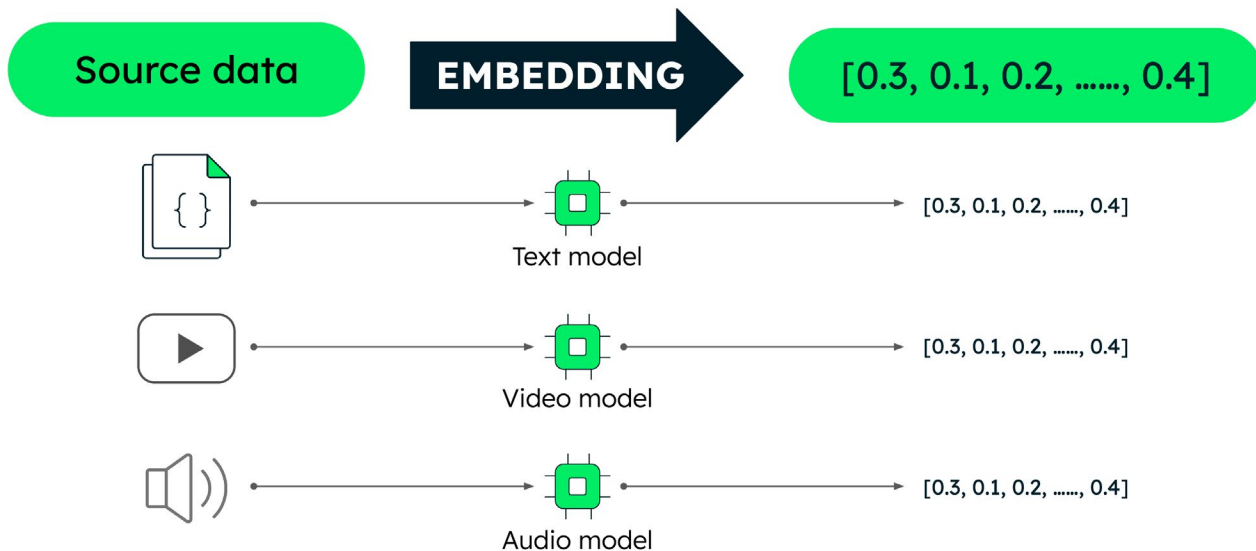 Source data
EMBEDDING
[0.3, 0.1, 0.2, ......, 0.4]
{}
[0.3, 0.1, 0.2, ......, 0.4]
Text model
[0.3, 0.1, 0.2, ......, 0.4]
Video model
[0.3, 0.1, 0.2, ......, 0.4]
Audio model